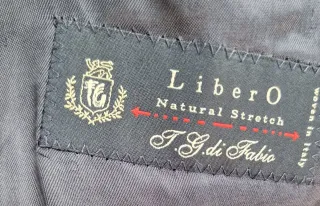 LiberO
Natural Stretch
T.G.di Fabio
woven in Italy